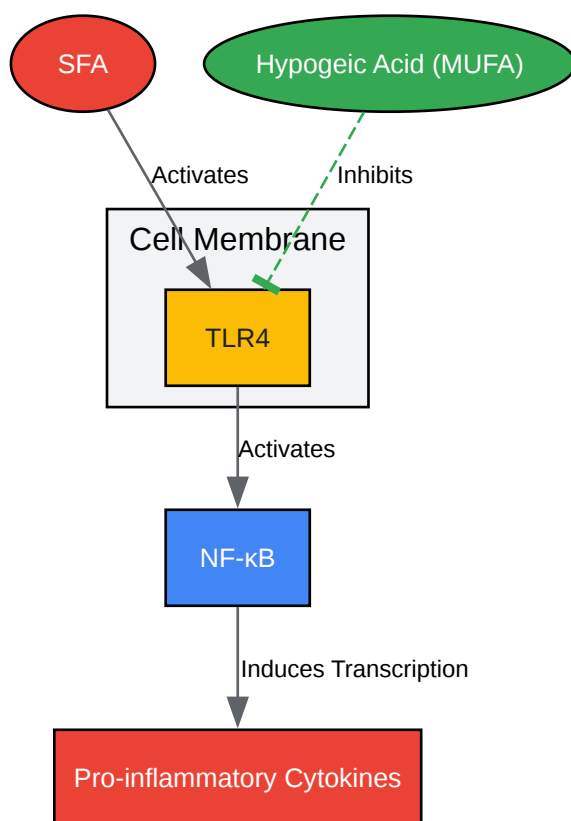 SFA
Hypogeic Acid (MUFA)
Activates
Inhibits
Cell Membrane
TLR4
Activates
NF-κB
Induces Transcription
Pro-inflammatory Cytokines